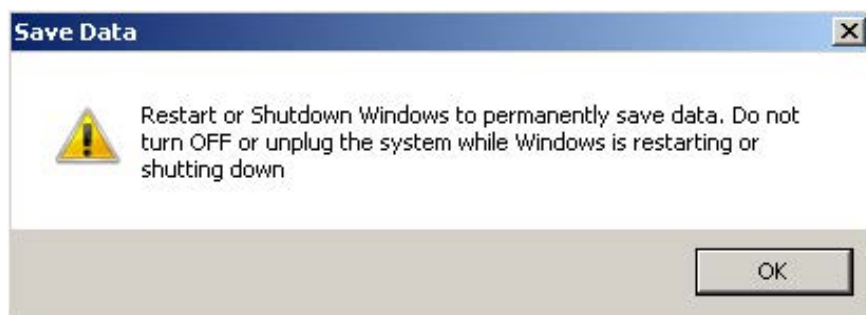 Save Data
Restart or Shutdown Windows to permanently save data. Do not
turn OFF or unplug the system while Windows is restarting or
shutting down
OK